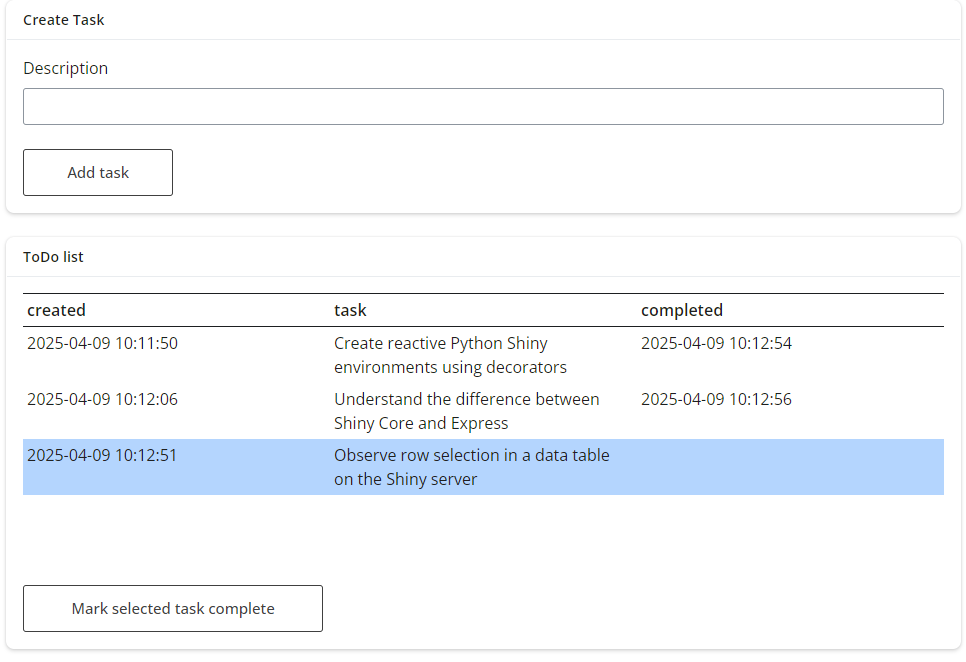 Create Task
Description
Add task
ToDo list
created task completed
2025-04-09 10:11:50 Create reactive Python Shiny 2025-04-09 10:12:54
environments using decorators
2025-04-09 10:12:06 Understand the difference between 2025-04-09 10:12:56
Shiny Core and Express
2025-04-09 10:12:51 Observe row selection in a data table
on the Shiny server
Mark selected task complete